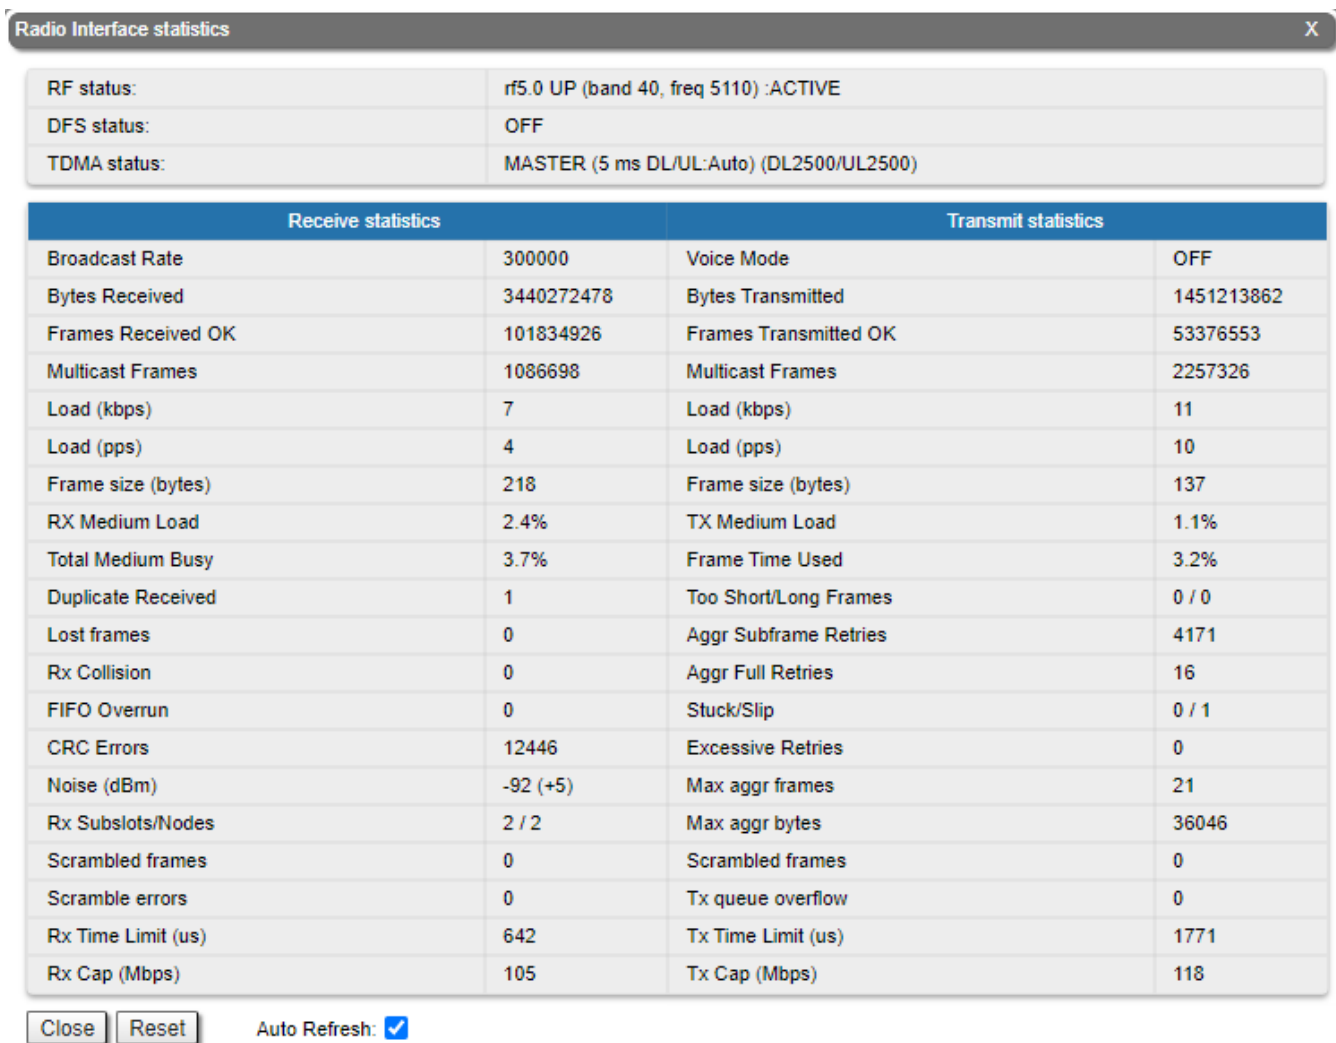 Radio Interface statistics X
RF status: rf5.0 UP (band 40, freq 5110) :ACTIVE
DFS status: OFF
TDMA status: MASTER (5 ms DL/UL:Auto) (DL2500/UL2500)
Receive statistics Transmit statistics
Broadcast Rate 300000 Voice Mode OFF
Bytes Received 3440272478 Bytes Transmitted 1451213862
Frames Received OK 101834926 Frames Transmitted OK 53376553
Multicast Frames 1086698 Multicast Frames 2257326
Load (kbps) 7 Load (kbps) 11
Load (pps) 4 Load (pps) 10
Frame size (bytes) 218 Frame size (bytes) 137
RX Medium Load 2.4% TX Medium Load 1.1%
Total Medium Busy 3.7% Frame Time Used 3.2%
Duplicate Received 1 Too Short/Long Frames 0 / 0
Lost frames 0 Aggr Subframe Retries 4171
Rx Collision 0 Aggr Full Retries 16
FIFO Overrun 0 Stuck/Slip 0 / 1
CRC Errors 12446 Excessive Retries 0
Noise (dBm) -92 (+5) Max aggr frames 21
Rx Subslots/Nodes 2 / 2 Max aggr bytes 36046
Scrambled frames 0 Scrambled frames 0
Scramble errors 0 Tx queue overflow 0
Rx Time Limit (us) 642 Tx Time Limit (us) 1771
Rx Cap (Mbps) 105 Tx Cap (Mbps) 118
Close Reset Auto Refresh: